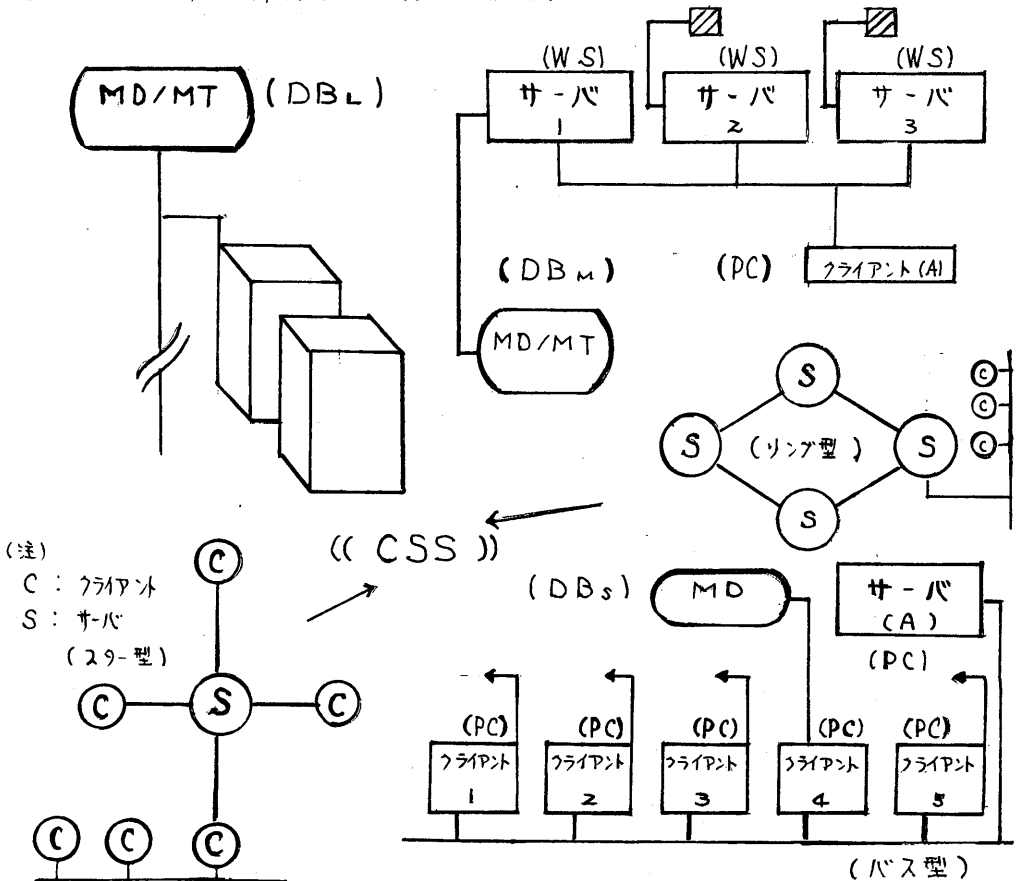 MD/MT (DBL)
(WS) (WS) (WS)
サーバ サーバ サーバ
1 2 3
(DBM) (PC) クライアント(A)
MD/MT
S
S (リング型) S
S
C
C
C
(注)
C : クライアント
S : サーバ
(スター型)
C
C S C
C C C
(( CSS ))
(DBS) MD サーバ
(A)
(PC)
(PC) (PC) (PC) (PC) (PC)
クライアント クライアント クライアント クライアント クライアント
1 2 3 4 5
(バス型)